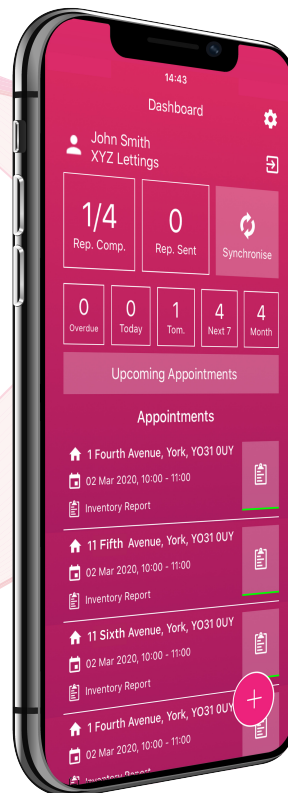 14:43
Dashboard
John Smith
XYZ Lettings
1/4
Rep. Comp.
0
Rep. Sent
Synchronise
0
Overdue
0
Today
1
Tom.
4
Next 7
4
Month
Upcoming Appointments
Appointments
1 Fourth Avenue, York, YO31 0UY
02 Mar 2020, 10:00 - 11:00
Inventory Report
11 Fifth Avenue, York, YO31 0UY
02 Mar 2020, 10:00 - 11:00
Inventory Report
11 Sixth Avenue, York, YO31 0UY
02 Mar 2020, 10:00 - 11:00
Inventory Report
1 Fourth Avenue, York, YO31 0UY
02 Mar 2020, 10:00 - 11:00
Inventory Report